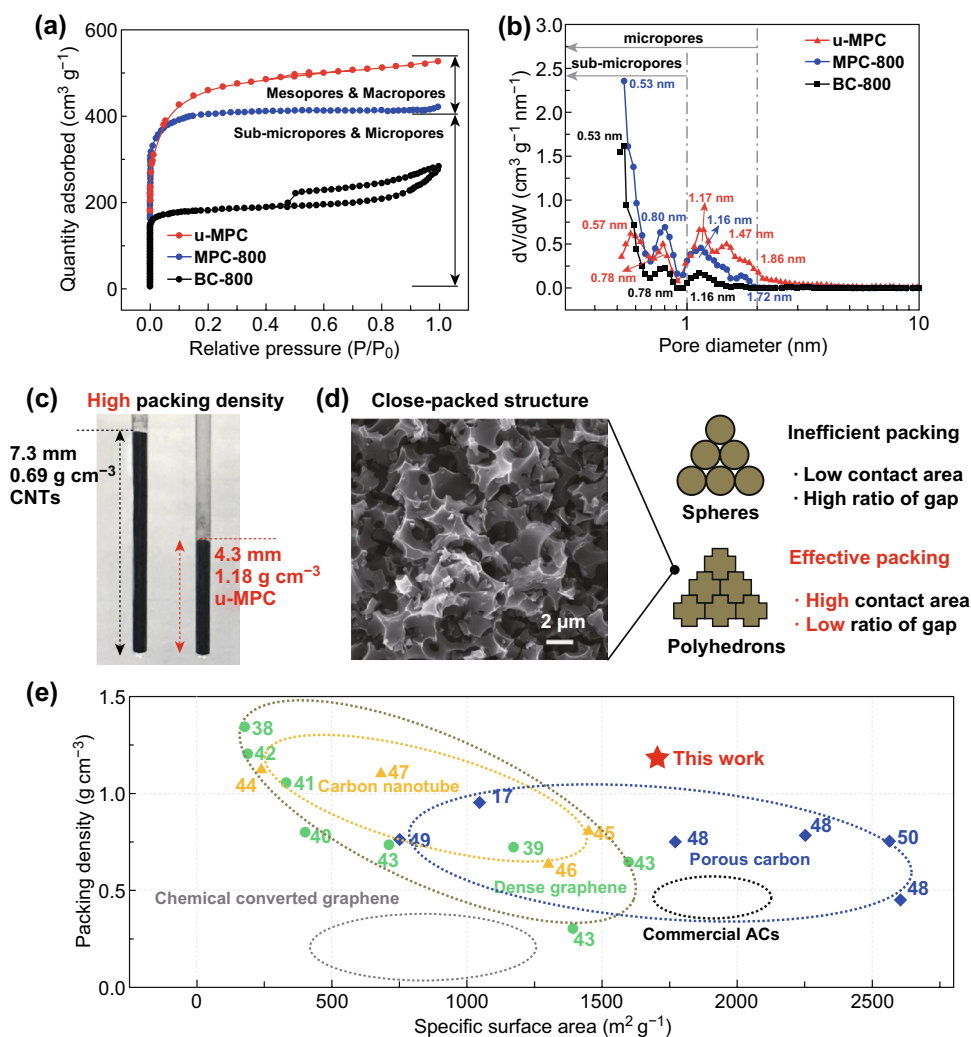 (a)
600
400
200
0
Quantity adsorbed (cm³ g⁻¹)
Mesopores & Macropores
Sub-micropores & Micropores
u-MPC
MPC-800
BC-800
0.0 0.2 0.4 0.6 0.8 1.0
Relative pressure (P/P₀)
(b)
3.0
2.5
2.0
1.5
1.0
0.5
0.0
dV/dW (cm³ g⁻¹ nm⁻¹)
micropores
sub-micropores
u-MPC
MPC-800
BC-800
0.53 nm
0.53 nm
1.17 nm
0.80 nm
1.16 nm
0.57 nm
1.47 nm
1.86 nm
0.78 nm
0.78 nm
1.16 nm
1.72 nm
1 10
Pore diameter (nm)
(c)
High packing density
7.3 mm
0.69 g cm⁻³
CNTs
4.3 mm
1.18 g cm⁻³
u-MPC
(d)
Close-packed structure
2 μm
Spheres
Inefficient packing
· Low contact area
· High ratio of gap
Polyhedrons
Effective packing
· High contact area
· Low ratio of gap
(e)
1.5
1.0
0.5
0.0
Packing density (g cm⁻³)
38
42
44
41
47
Carbon nanotube
This work
17
40
43
49
39
45
46
43
48
48
50
Porous carbon
Dense graphene
48
Chemical converted graphene
43
Commercial ACs
0 500 1000 1500 2000 2500
Specific surface area (m² g⁻¹)